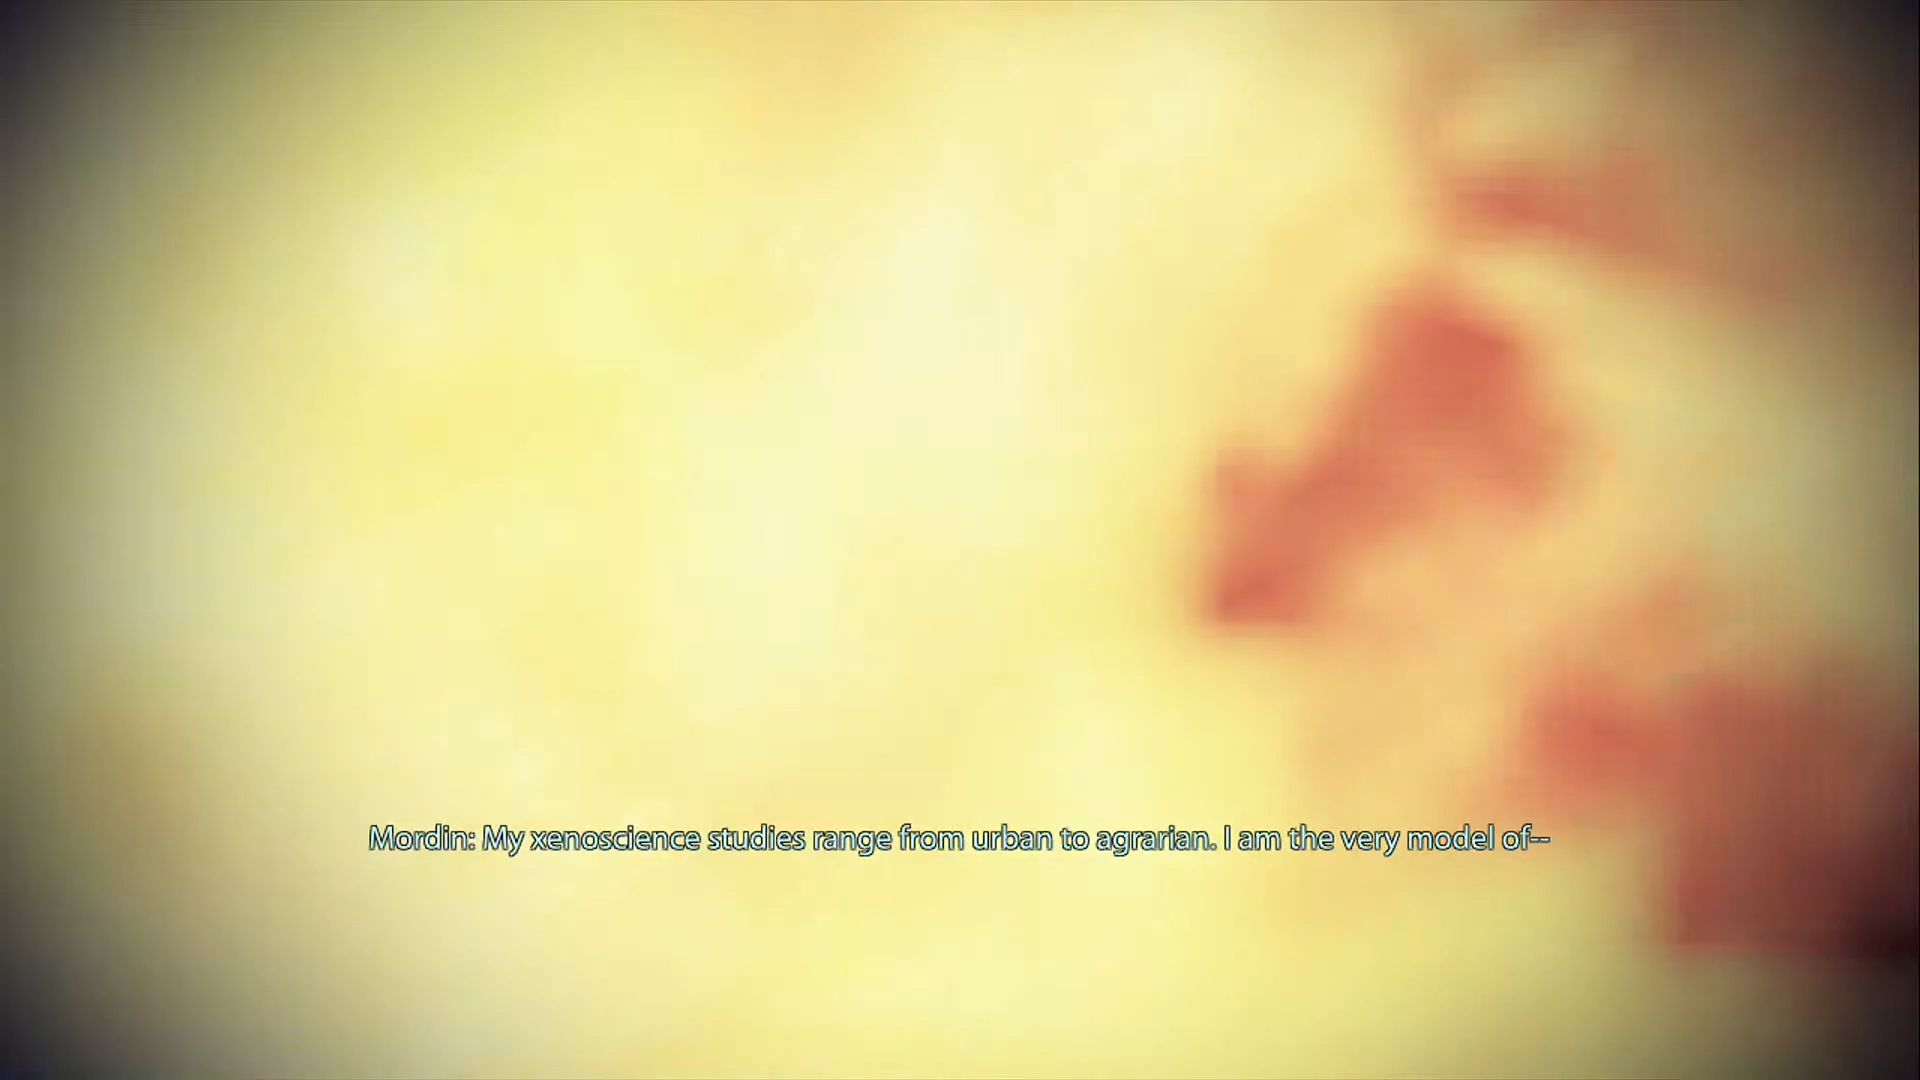 Mordin: My xenoscience studies range from urban to agrarian. I am the very model of--